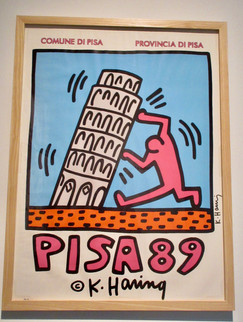 COMUNE DI PISA PROVINCIA DI PISA
K. Haring
PISA 89
© K. Haring